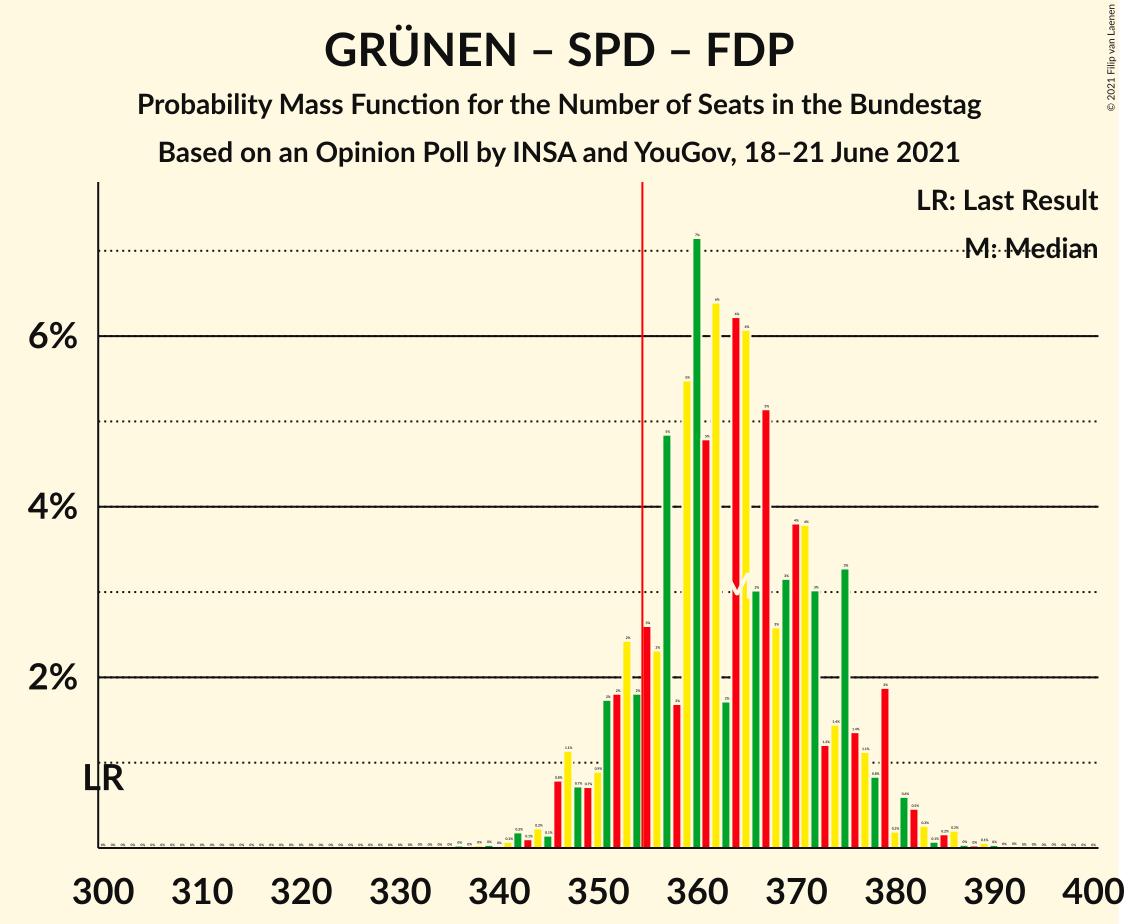 GRÜNEN – SPD – FDP
Probability Mass Function for the Number of Seats in the Bundestag
Based on an Opinion Poll by INSA and YouGov, 18–21 June 2021
© 2021 Filip van Laenen
LR: Last Result
M: Median
6%
4%
2%
LR
M
300 310 320 330 340 350 360 370 380 390 400